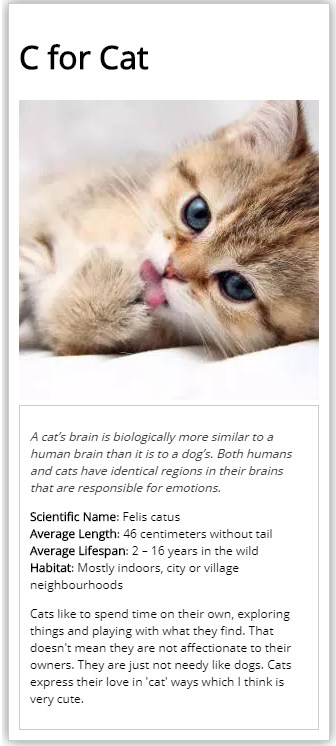 C for Cat
A cat's brain is biologically more similar to a
human brain than it is to a dog's. Both humans
and cats have identical regions in their brains
that are responsible for emotions.
Scientific Name: Felis catus
Average Length: 46 centimeters without tail
Average Lifespan: 2 – 16 years in the wild
Habitat: Mostly indoors, city or village
neighbourhoods
Cats like to spend time on their own, exploring
things and playing with what they find. That
doesn't mean they are not affectionate to their
owners. They are just not needy like dogs. Cats
express their love in 'cat' ways which I think is
very cute.